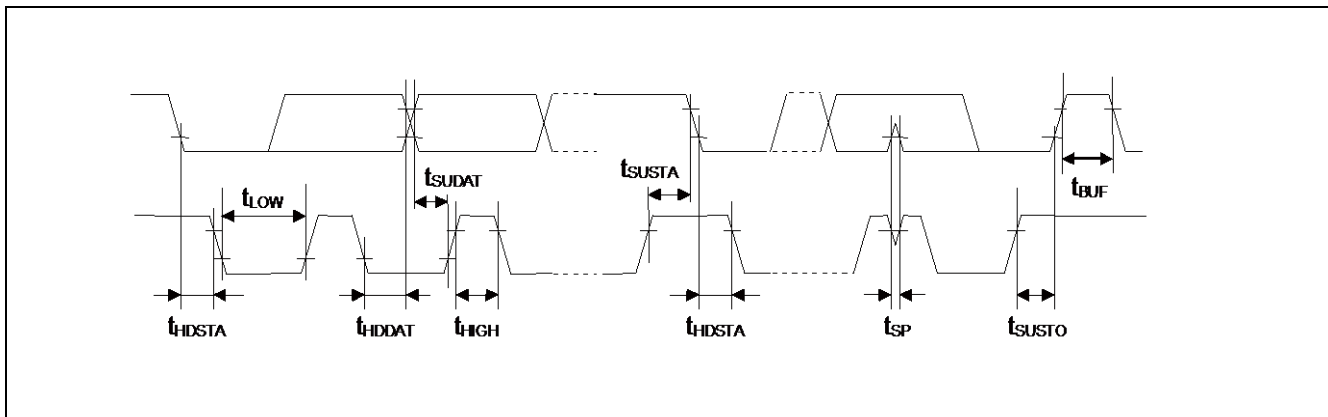 tSUDAT
tSUSTA
tLOW
tBUF
tHDSTA
tHDDAT
tHIGH
tHDSTA
tSP
tSUSTO